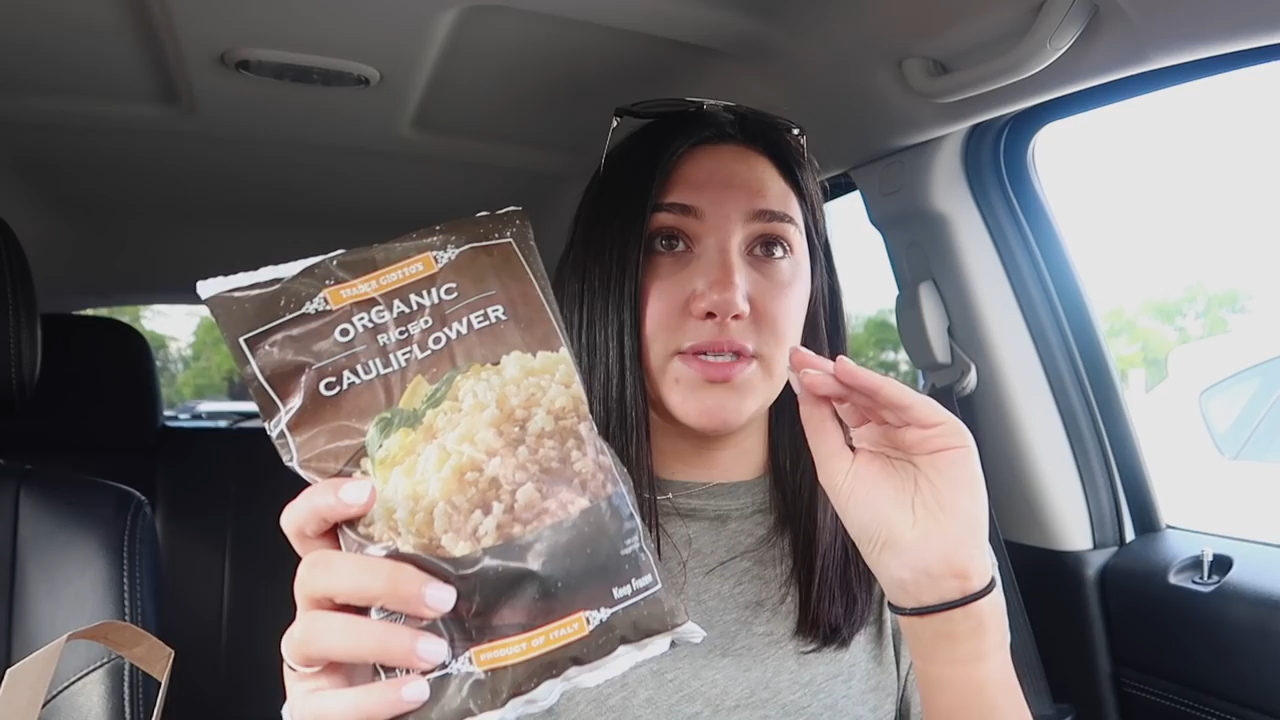 TRADER GIOTTO'S
ORGANIC
RICED
CAULIFLOWER
Keep Frozen
PRODUCT OF ITALY